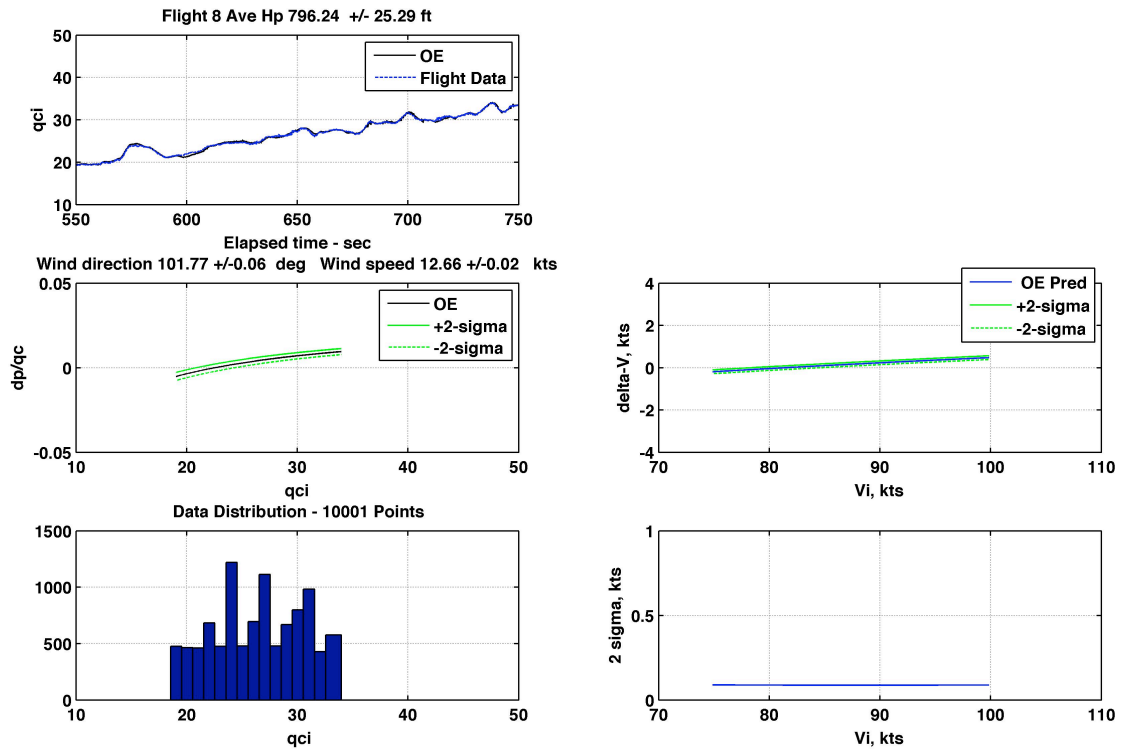 Flight 8 Ave Hp 796.24 +/- 25.29 ft
50
40
30
20
10
qci
OE
Flight Data
550 600 650 700 750
Elapsed time - sec
Wind direction 101.77 +/-0.06 deg Wind speed 12.66 +/-0.02 kts
0.05
0
-0.05
dp/qc
OE
+2-sigma
-2-sigma
10 20 30 40 50
qci
4
2
0
-2
-4
delta-V, kts
OE Pred
+2-sigma
-2-sigma
70 80 90 100 110
Vi, kts
Data Distribution - 10001 Points
1500
1000
500
0
10 20 30 40 50
qci
1
0.5
0
2 sigma, kts
70 80 90 100 110
Vi, kts